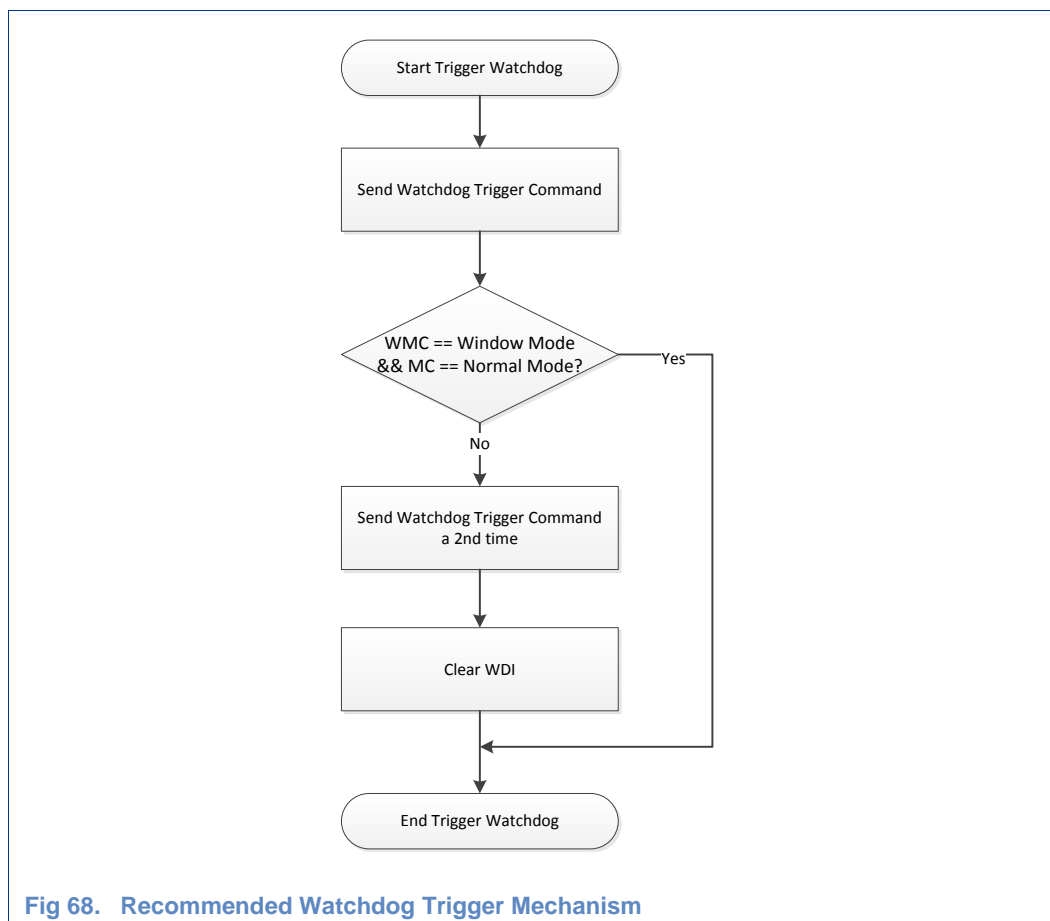 Start Trigger Watchdog
Send Watchdog Trigger Command
WMC == Window Mode
&& MC == Normal Mode?
Yes
No
Send Watchdog Trigger Command
a 2nd time
Clear WDI
End Trigger Watchdog
Fig 68. Recommended Watchdog Trigger Mechanism